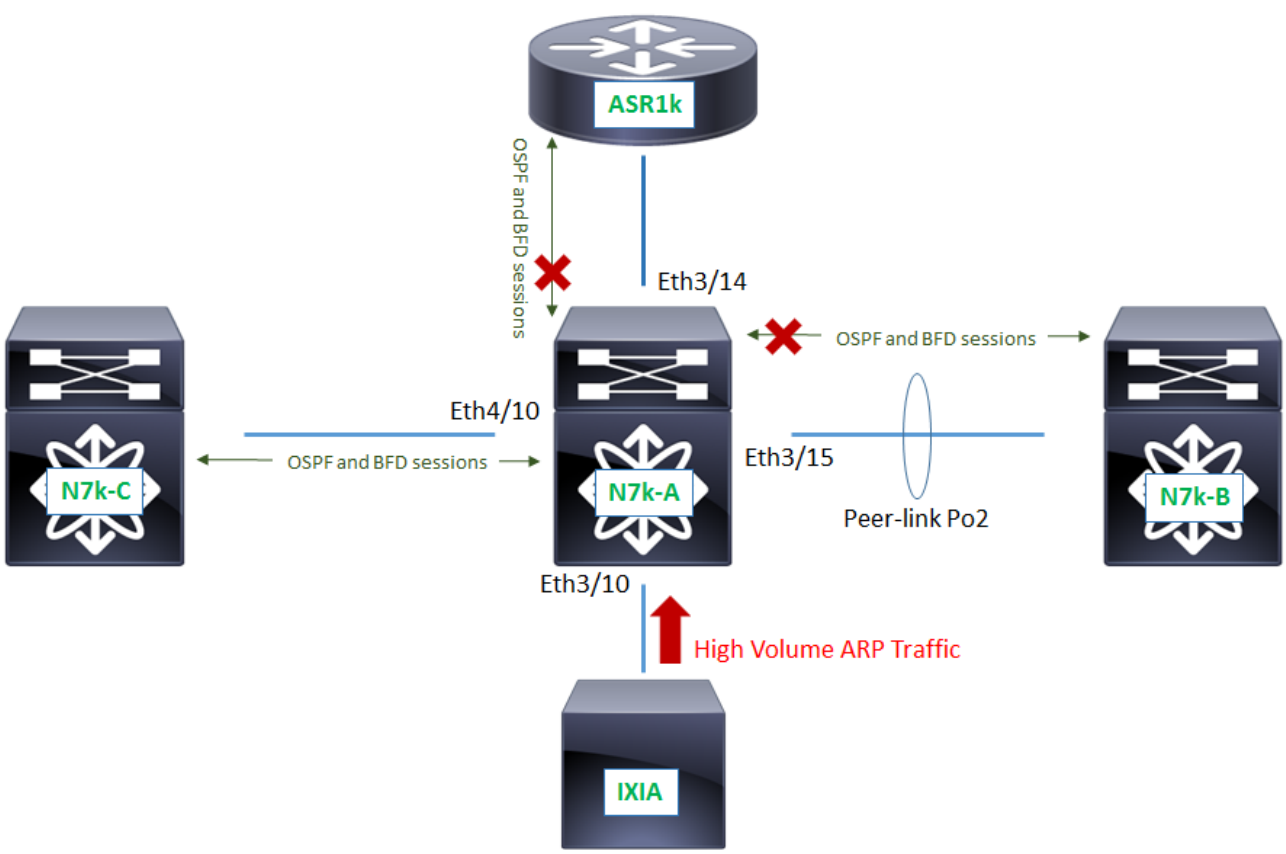 ASR1k
OSPF and BFD sessions
Eth3/14
OSPF and BFD sessions
Eth4/10
Eth3/15
OSPF and BFD sessions
N7k-C
N7k-A
N7k-B
Peer-link Po2
Eth3/10
High Volume ARP Traffic
IXIA